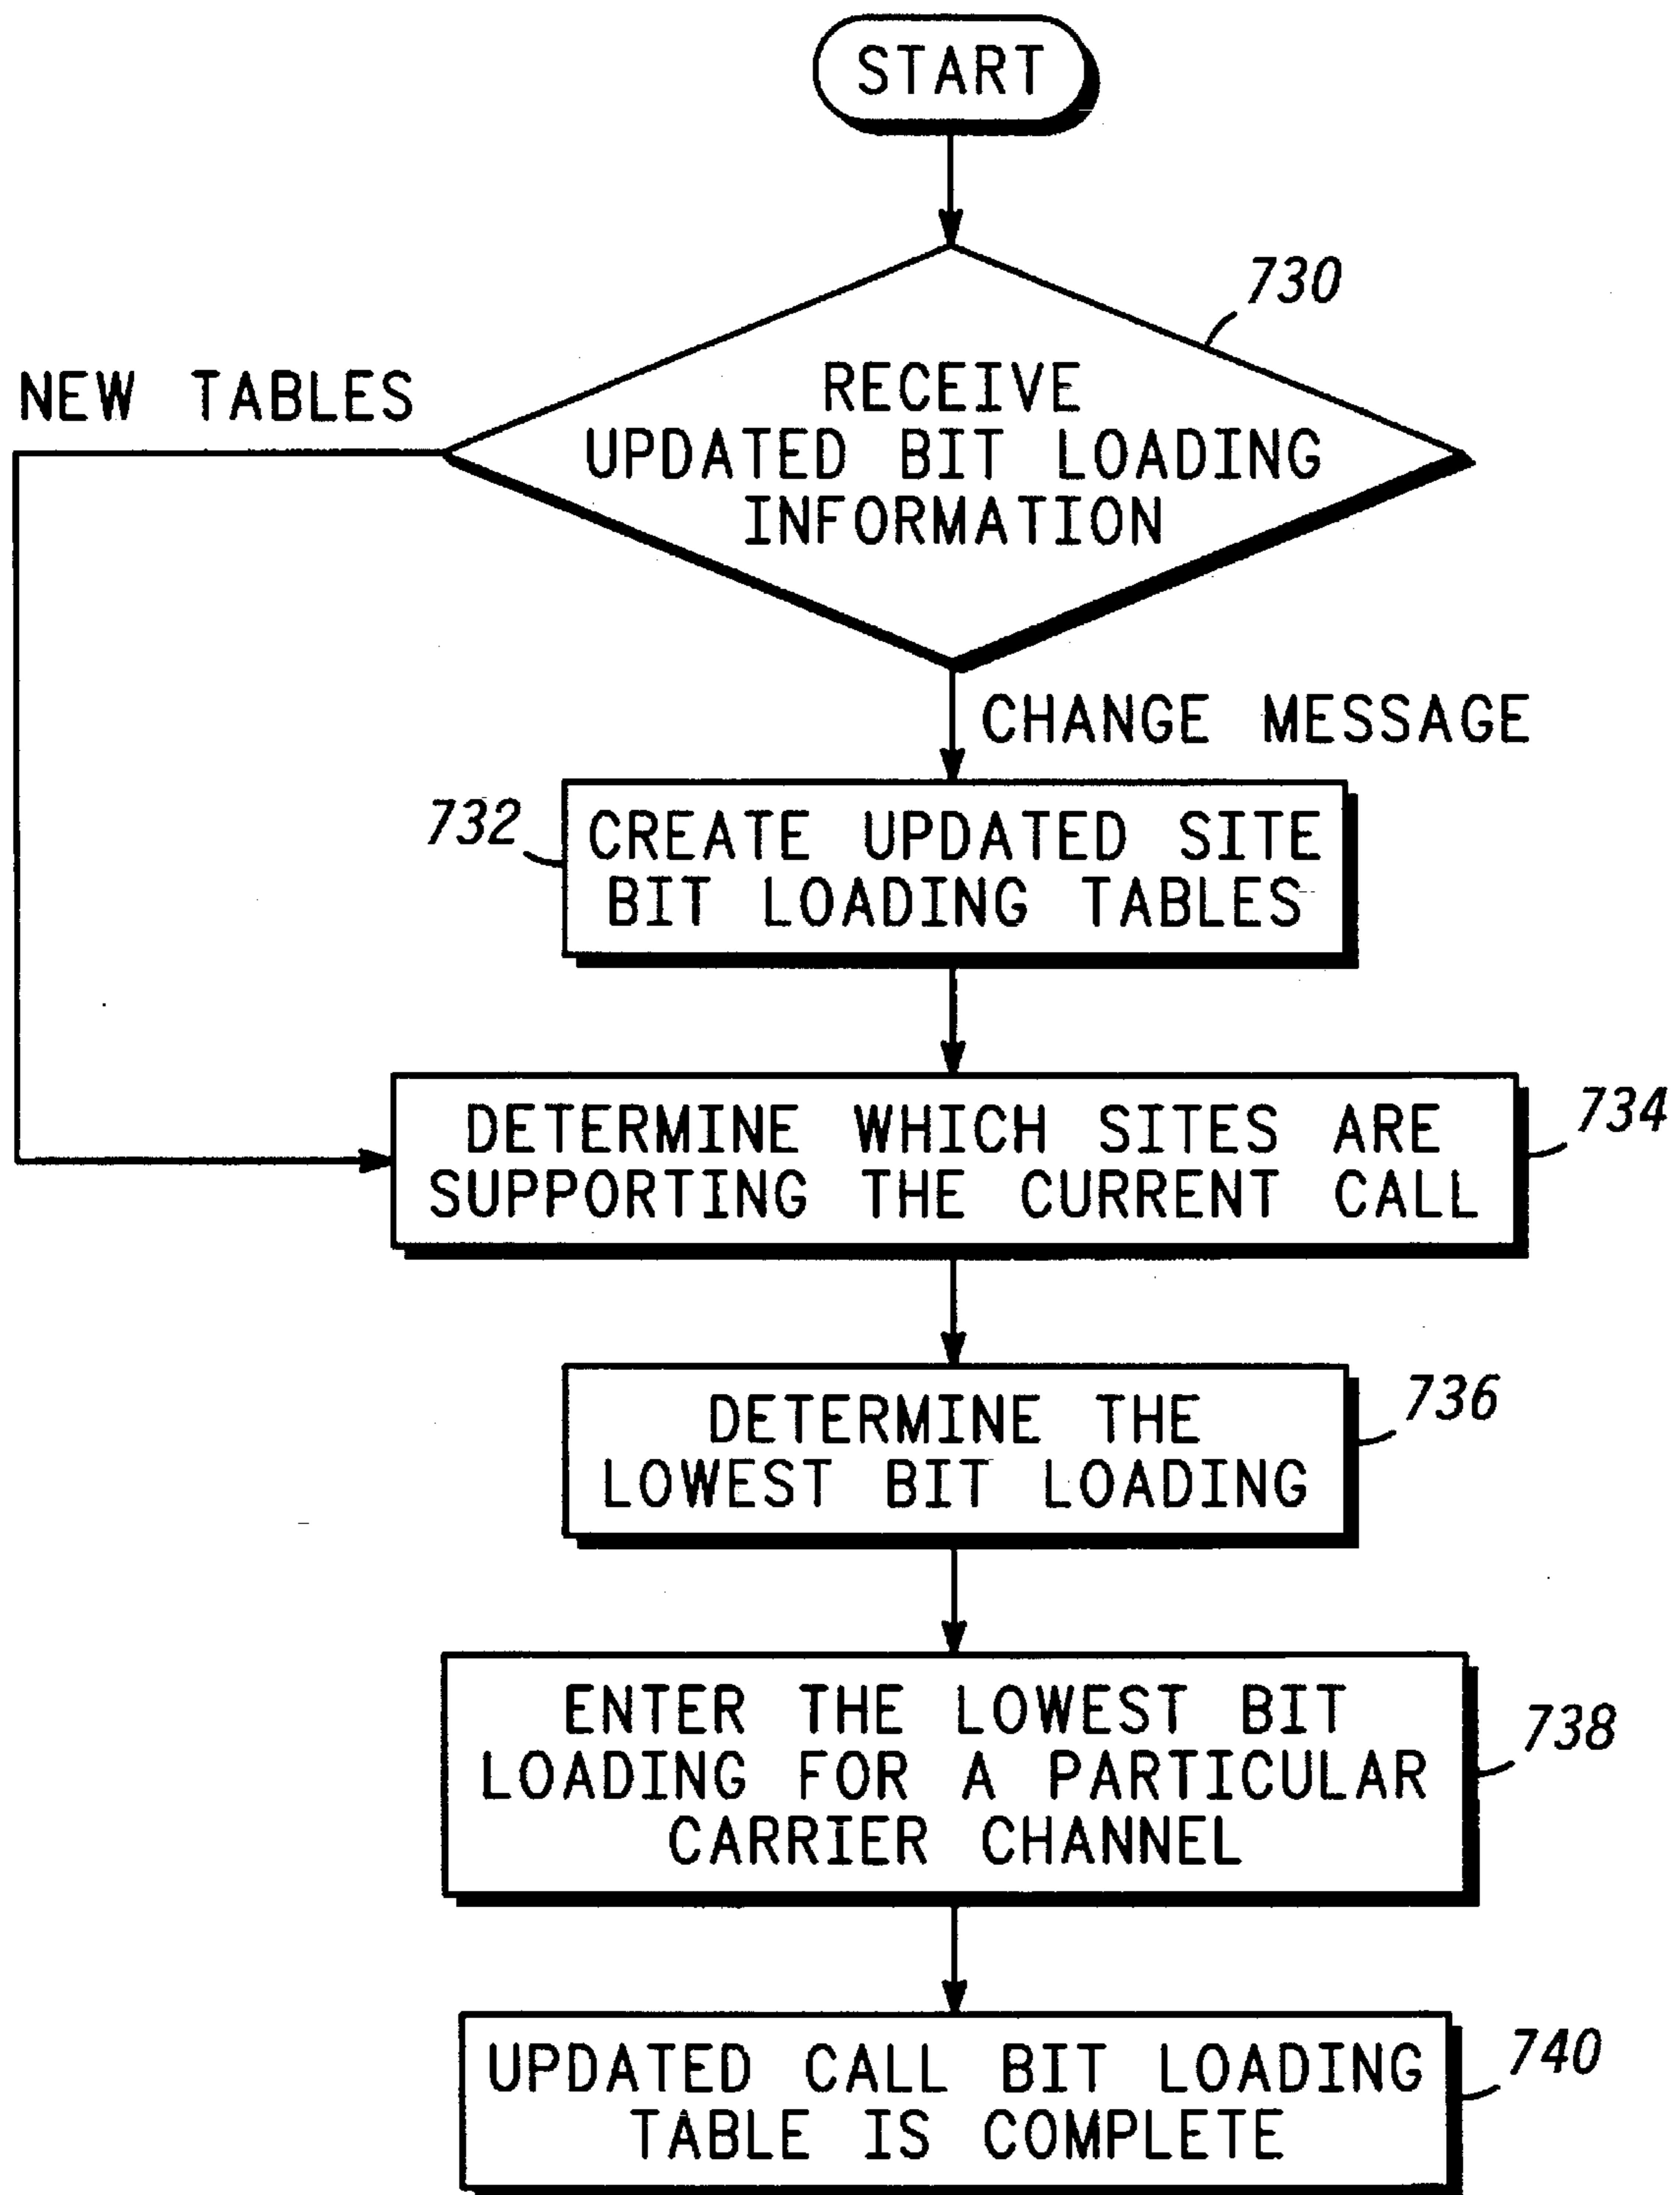 START
730
RECEIVE
UPDATED BIT LOADING
INFORMATION
NEW TABLES
CHANGE MESSAGE
732
CREATE UPDATED SITE
BIT LOADING TABLES
734
DETERMINE WHICH SITES ARE
SUPPORTING THE CURRENT CALL
736
DETERMINE THE
LOWEST BIT LOADING
738
ENTER THE LOWEST BIT
LOADING FOR A PARTICULAR
CARRIER CHANNEL
740
UPDATED CALL BIT LOADING
TABLE IS COMPLETE